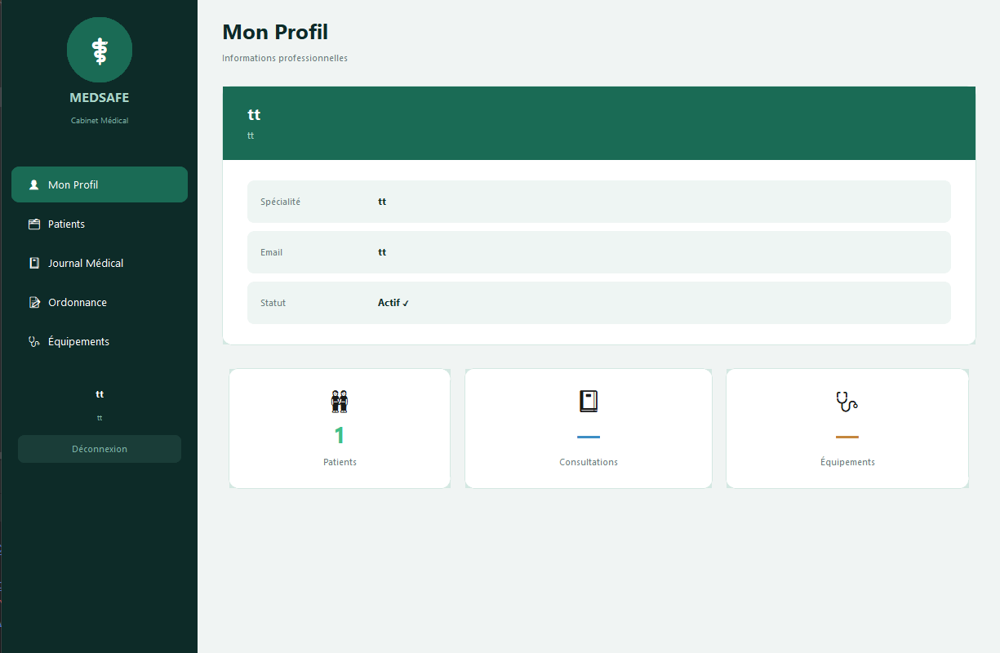 MEDSAFE
Cabinet Médical
Mon Profil
Patients
Journal Médical
Ordonnance
Équipements
tt
tt
Déconnexion
Mon Profil
Informations professionnelles
tt
tt
Spécialité tt
Email tt
Statut Actif ✓
1
Patients
—
Consultations
—
Équipements